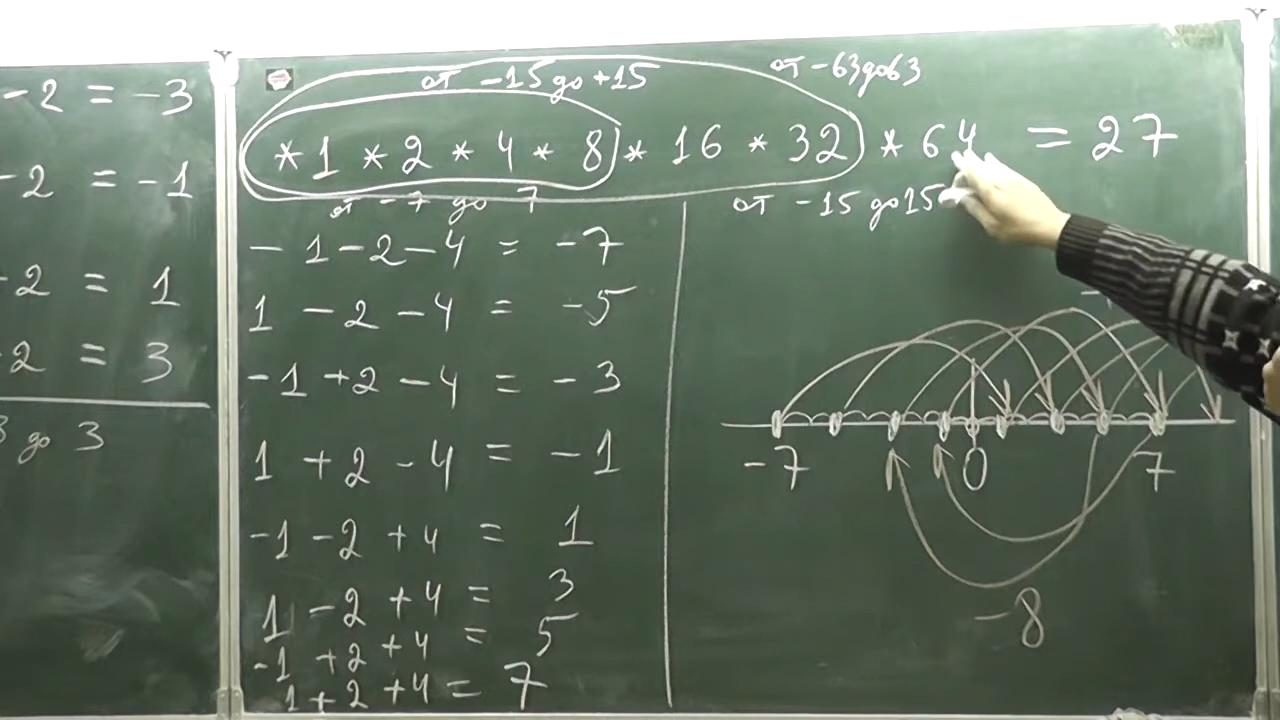 -2 = -3
-2 = -1
-2 = 1
2 = 3
до 3
от -15 до +15
от -63 до 63
* 1 * 2 * 4 * 8 * 16 * 32 * 64 = 27
от -7 до 7
от -15 до 15
- 1 - 2 - 4 = -7
1 - 2 - 4 = -5
-1 +2 - 4 = -3
1 +2 - 4 = -1
-1 -2 +4 = 1
1 -2 +4 = 3
-1 +2 +4 = 5
1 +2 +4 = 7
-7 0 7
-8